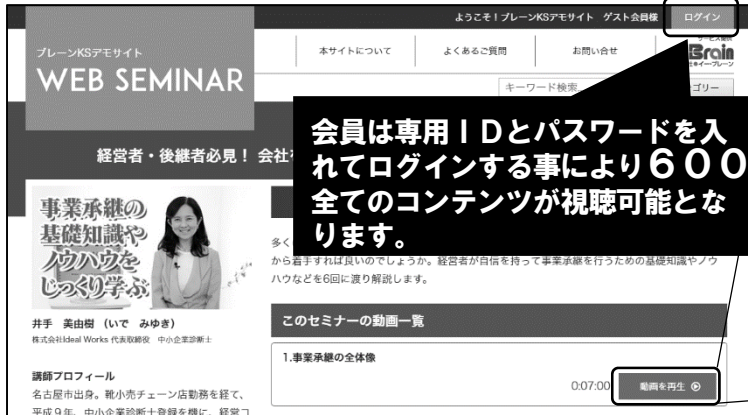 ようこそ！ブレーンKSデモサイト ゲスト会員様
ログイン
ブレーンKSデモサイト
WEB SEMINAR
本サイトについて
よくあるご質問
お問い合せ
Brain
キーワード検索
ゴリー
経営者・後継者必見！ 会社
会員は専用ＩＤとパスワードを入
れてログインする事により６００
全てのコンテンツが視聴可能とな
ります。
事業承継の
基礎知識や
ノウハウを
じっくり学ぶ
多く
から着手すれば良いのでしょうか。経営者が自信を持って事業承継を行うための基礎知識やノウ
ハウなどを6回に渡り解説します。
井手 美由樹 （いで みゆき）
株式会社Ideal Works 代表取締役 中小企業診断士
このセミナーの動画一覧
1.事業承継の全体像
0:07:00
動画を再生
講師プロフィール
名古屋市出身。靴小売チェーン店勤務を経て、
平成９年、中小企業診断士登録を機に、経営コ